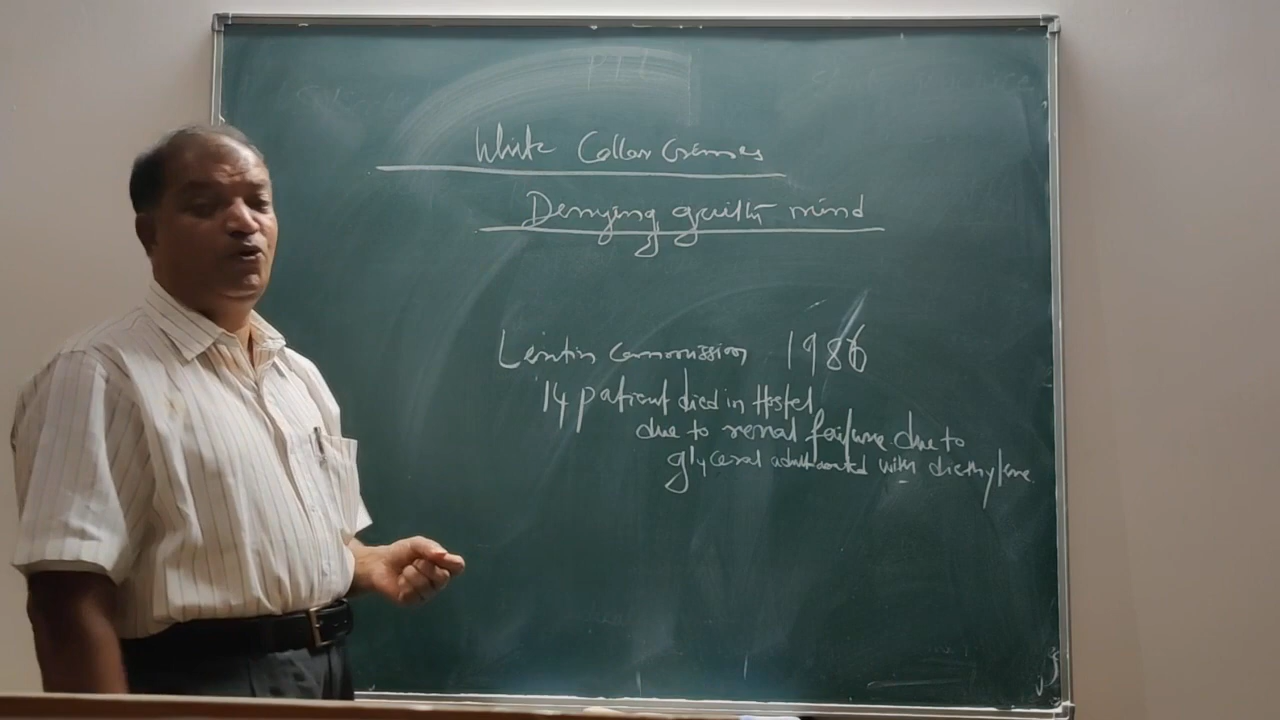 White Collar Crimes
Denying guilty mind
Lentin commission 1986
14 patient died in Hospital
due to renal failure due to
glycerol adulterated with diethylene